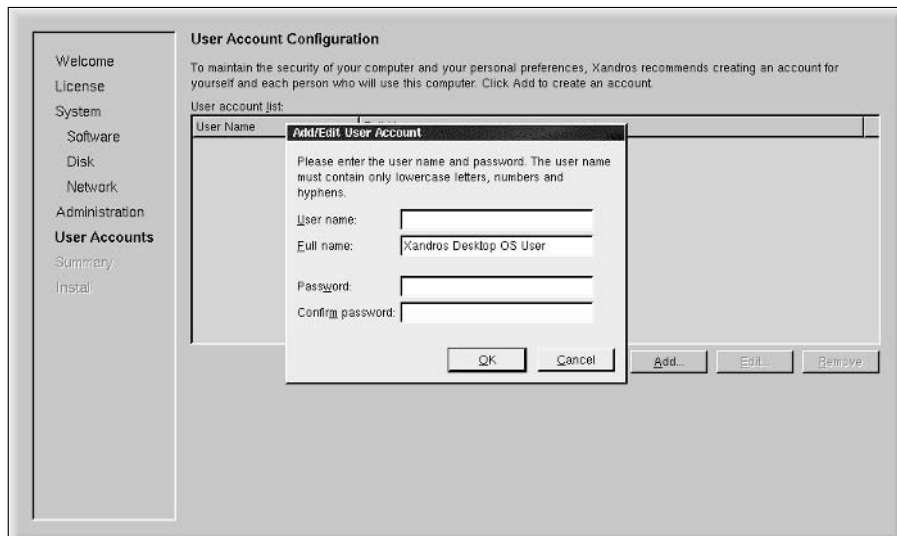 User Account Configuration
To maintain the security of your computer and your personal preferences, Xandros recommends creating an account for
yourself and each person who will use this computer. Click Add to create an account.
User account list:
User Name
Welcome
License
System
Software
Disk
Network
Administration
User Accounts
Summary
Install
Add/Edit User Account
Please enter the user name and password. The user name
must contain only lowercase letters, numbers and
hyphens.
User name:
Full name: Xandros Desktop OS User
Password:
Confirm password:
OK Cancel
Add... Edit... Remove